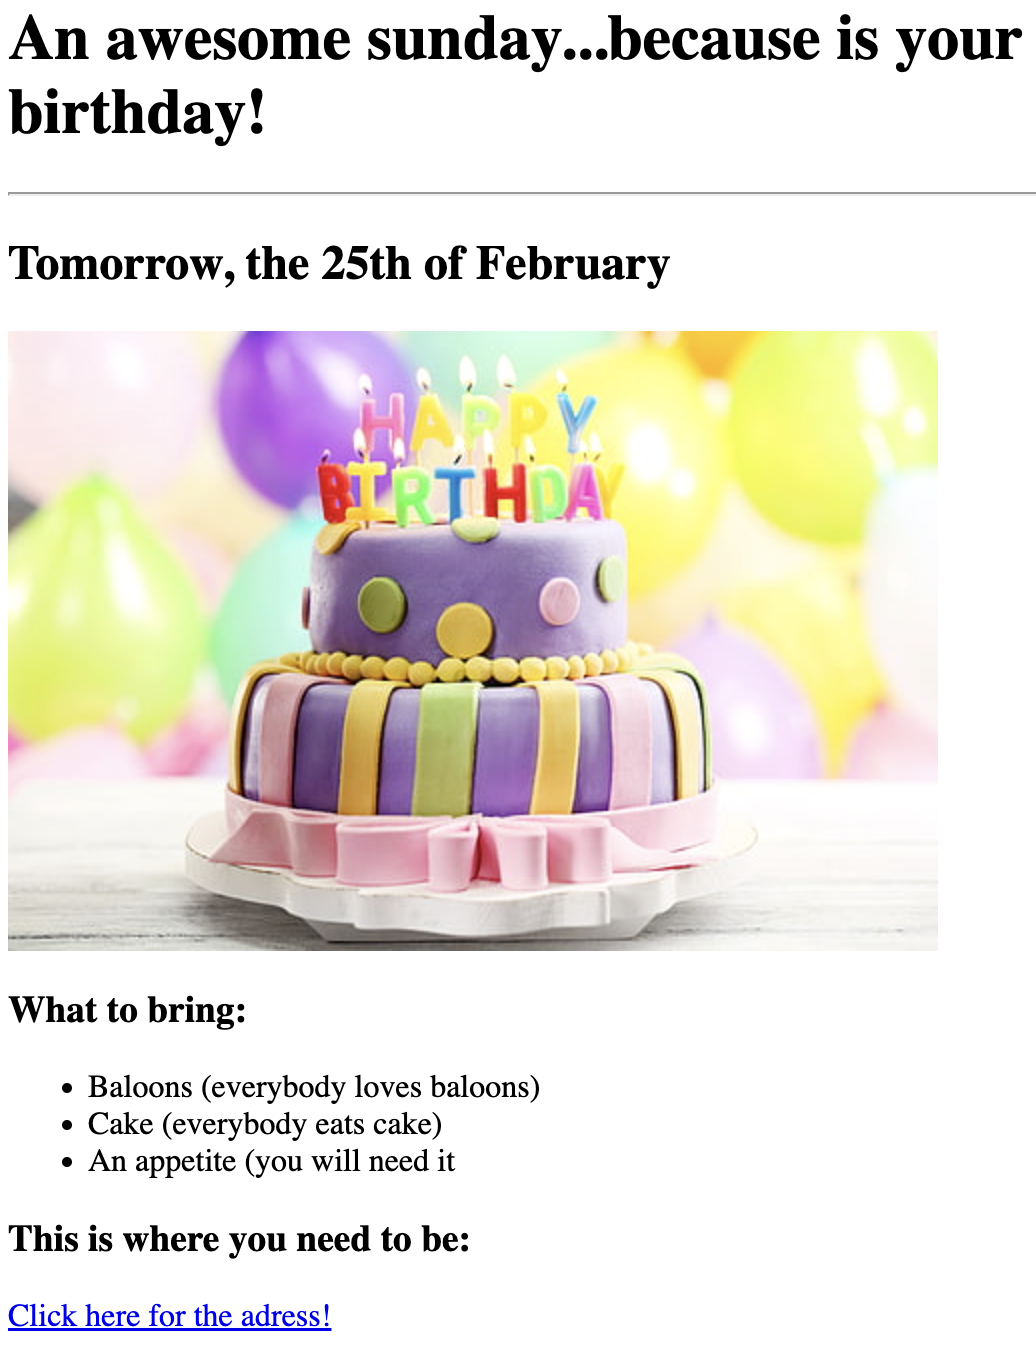 An awesome sunday...because is your
birthday!
Tomorrow, the 25th of February
HAPPY
BIRTHDAY
What to bring:
• Baloons (everybody loves baloons)
• Cake (everybody eats cake)
• An appetite (you will need it
This is where you need to be:
Click here for the adress!